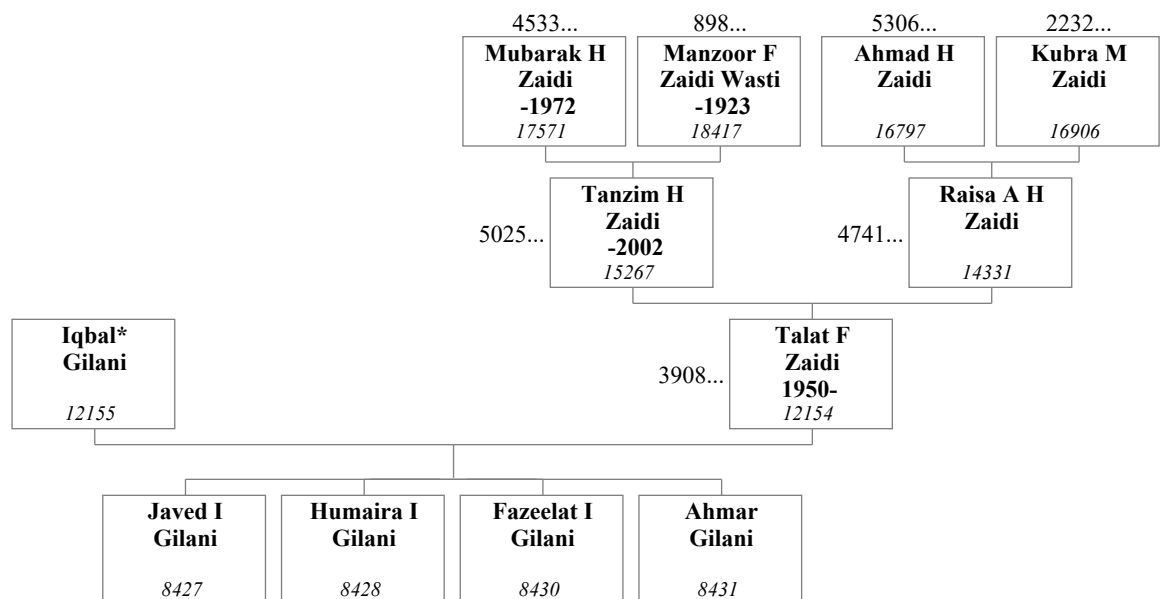 4533...
898...
5306...
2232...
Mubarak H
Zaidi
-1972
17571
Manzoor F
Zaidi Wasti
-1923
18417
Ahmad H
Zaidi
16797
Kubra M
Zaidi
16906
5025...
Tanzim H
Zaidi
-2002
15267
4741...
Raisa A H
Zaidi
14331
Iqbal*
Gilani
12155
3908...
Talat F
Zaidi
1950-
12154
Javed I
Gilani
8427
Humaira I
Gilani
8428
Fazeelat I
Gilani
8430
Ahmar
Gilani
8431